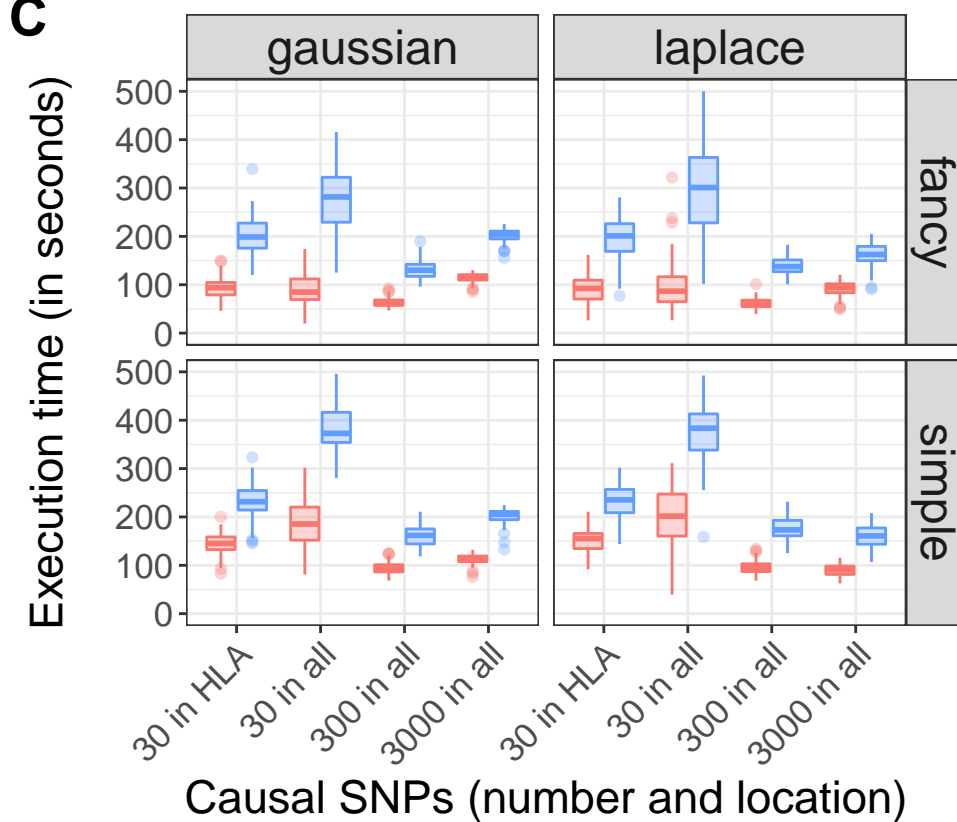 C
gaussian
laplace
Execution time (in seconds)
500
400
300
200
100
0
fancy
500
400
300
200
100
0
simple
30 in HLA
30 in all
300 in all
3000 in all
30 in HLA
30 in all
300 in all
3000 in all
Causal SNPs (number and location)